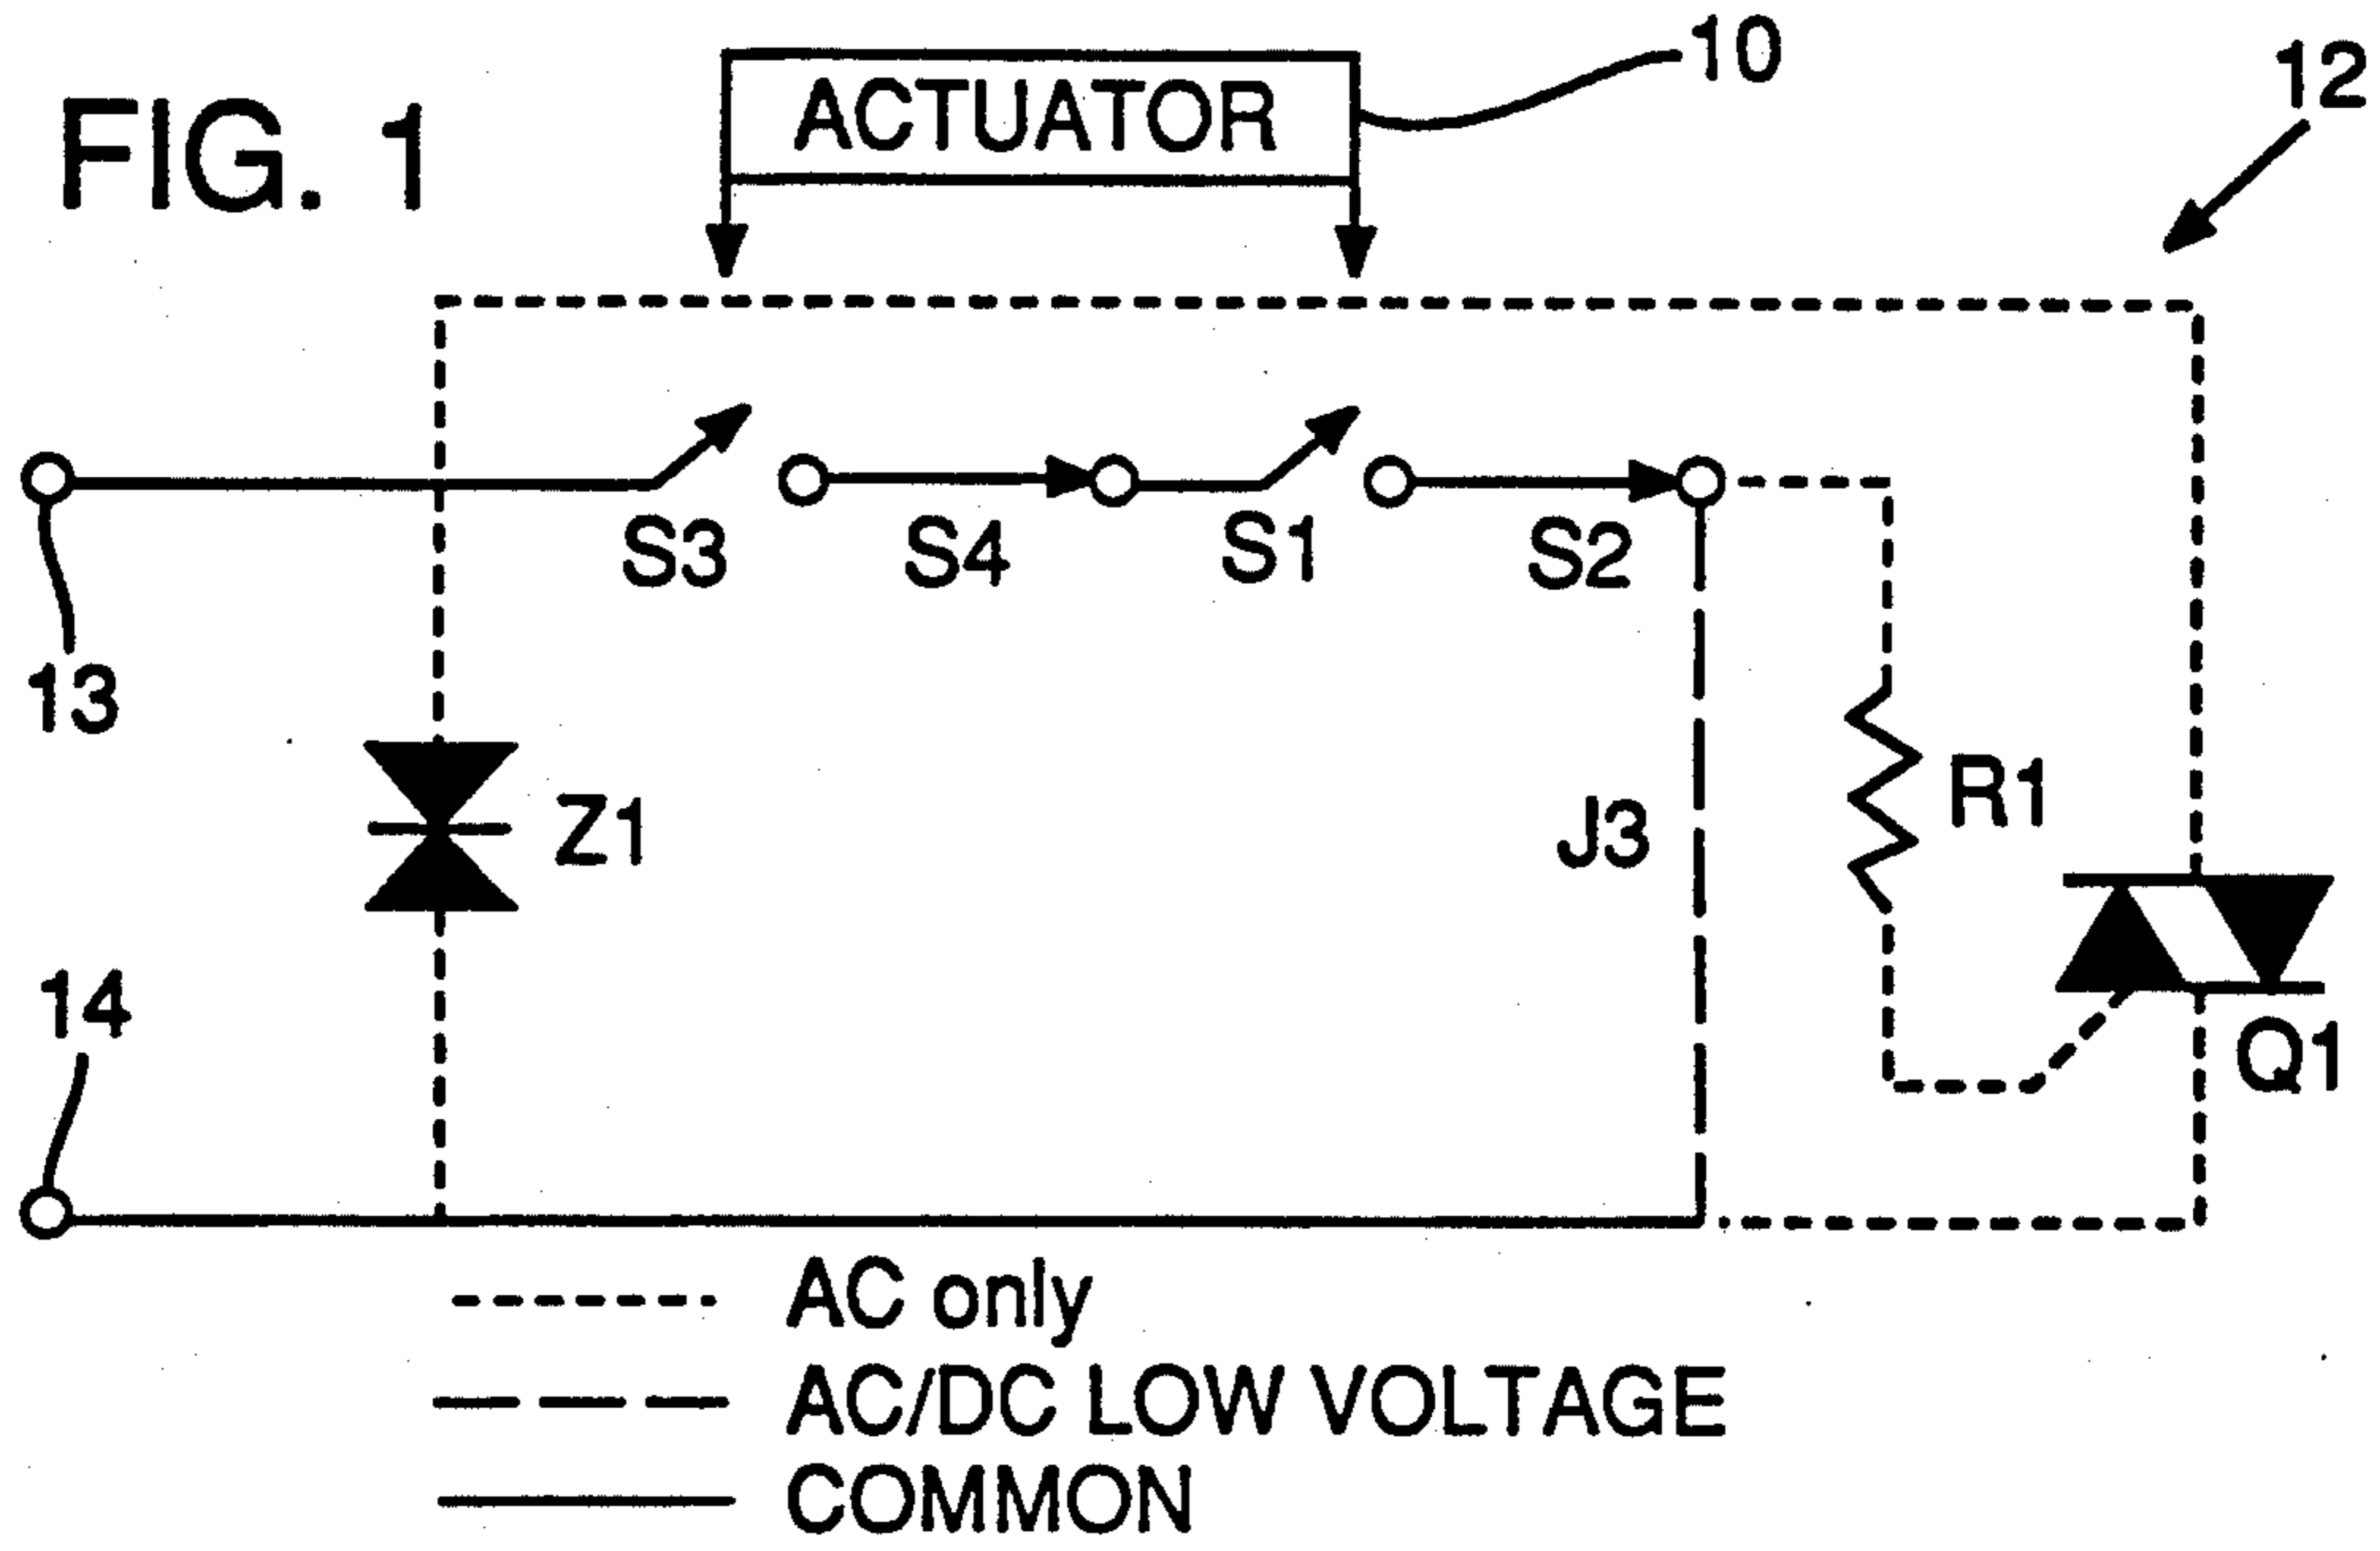 FIG. 1
ACTUATOR
10
12
S3
S4
S1
S2
13
Z1
J3
R1
14
Q1
AC only
AC/DC LOW VOLTAGE
COMMON